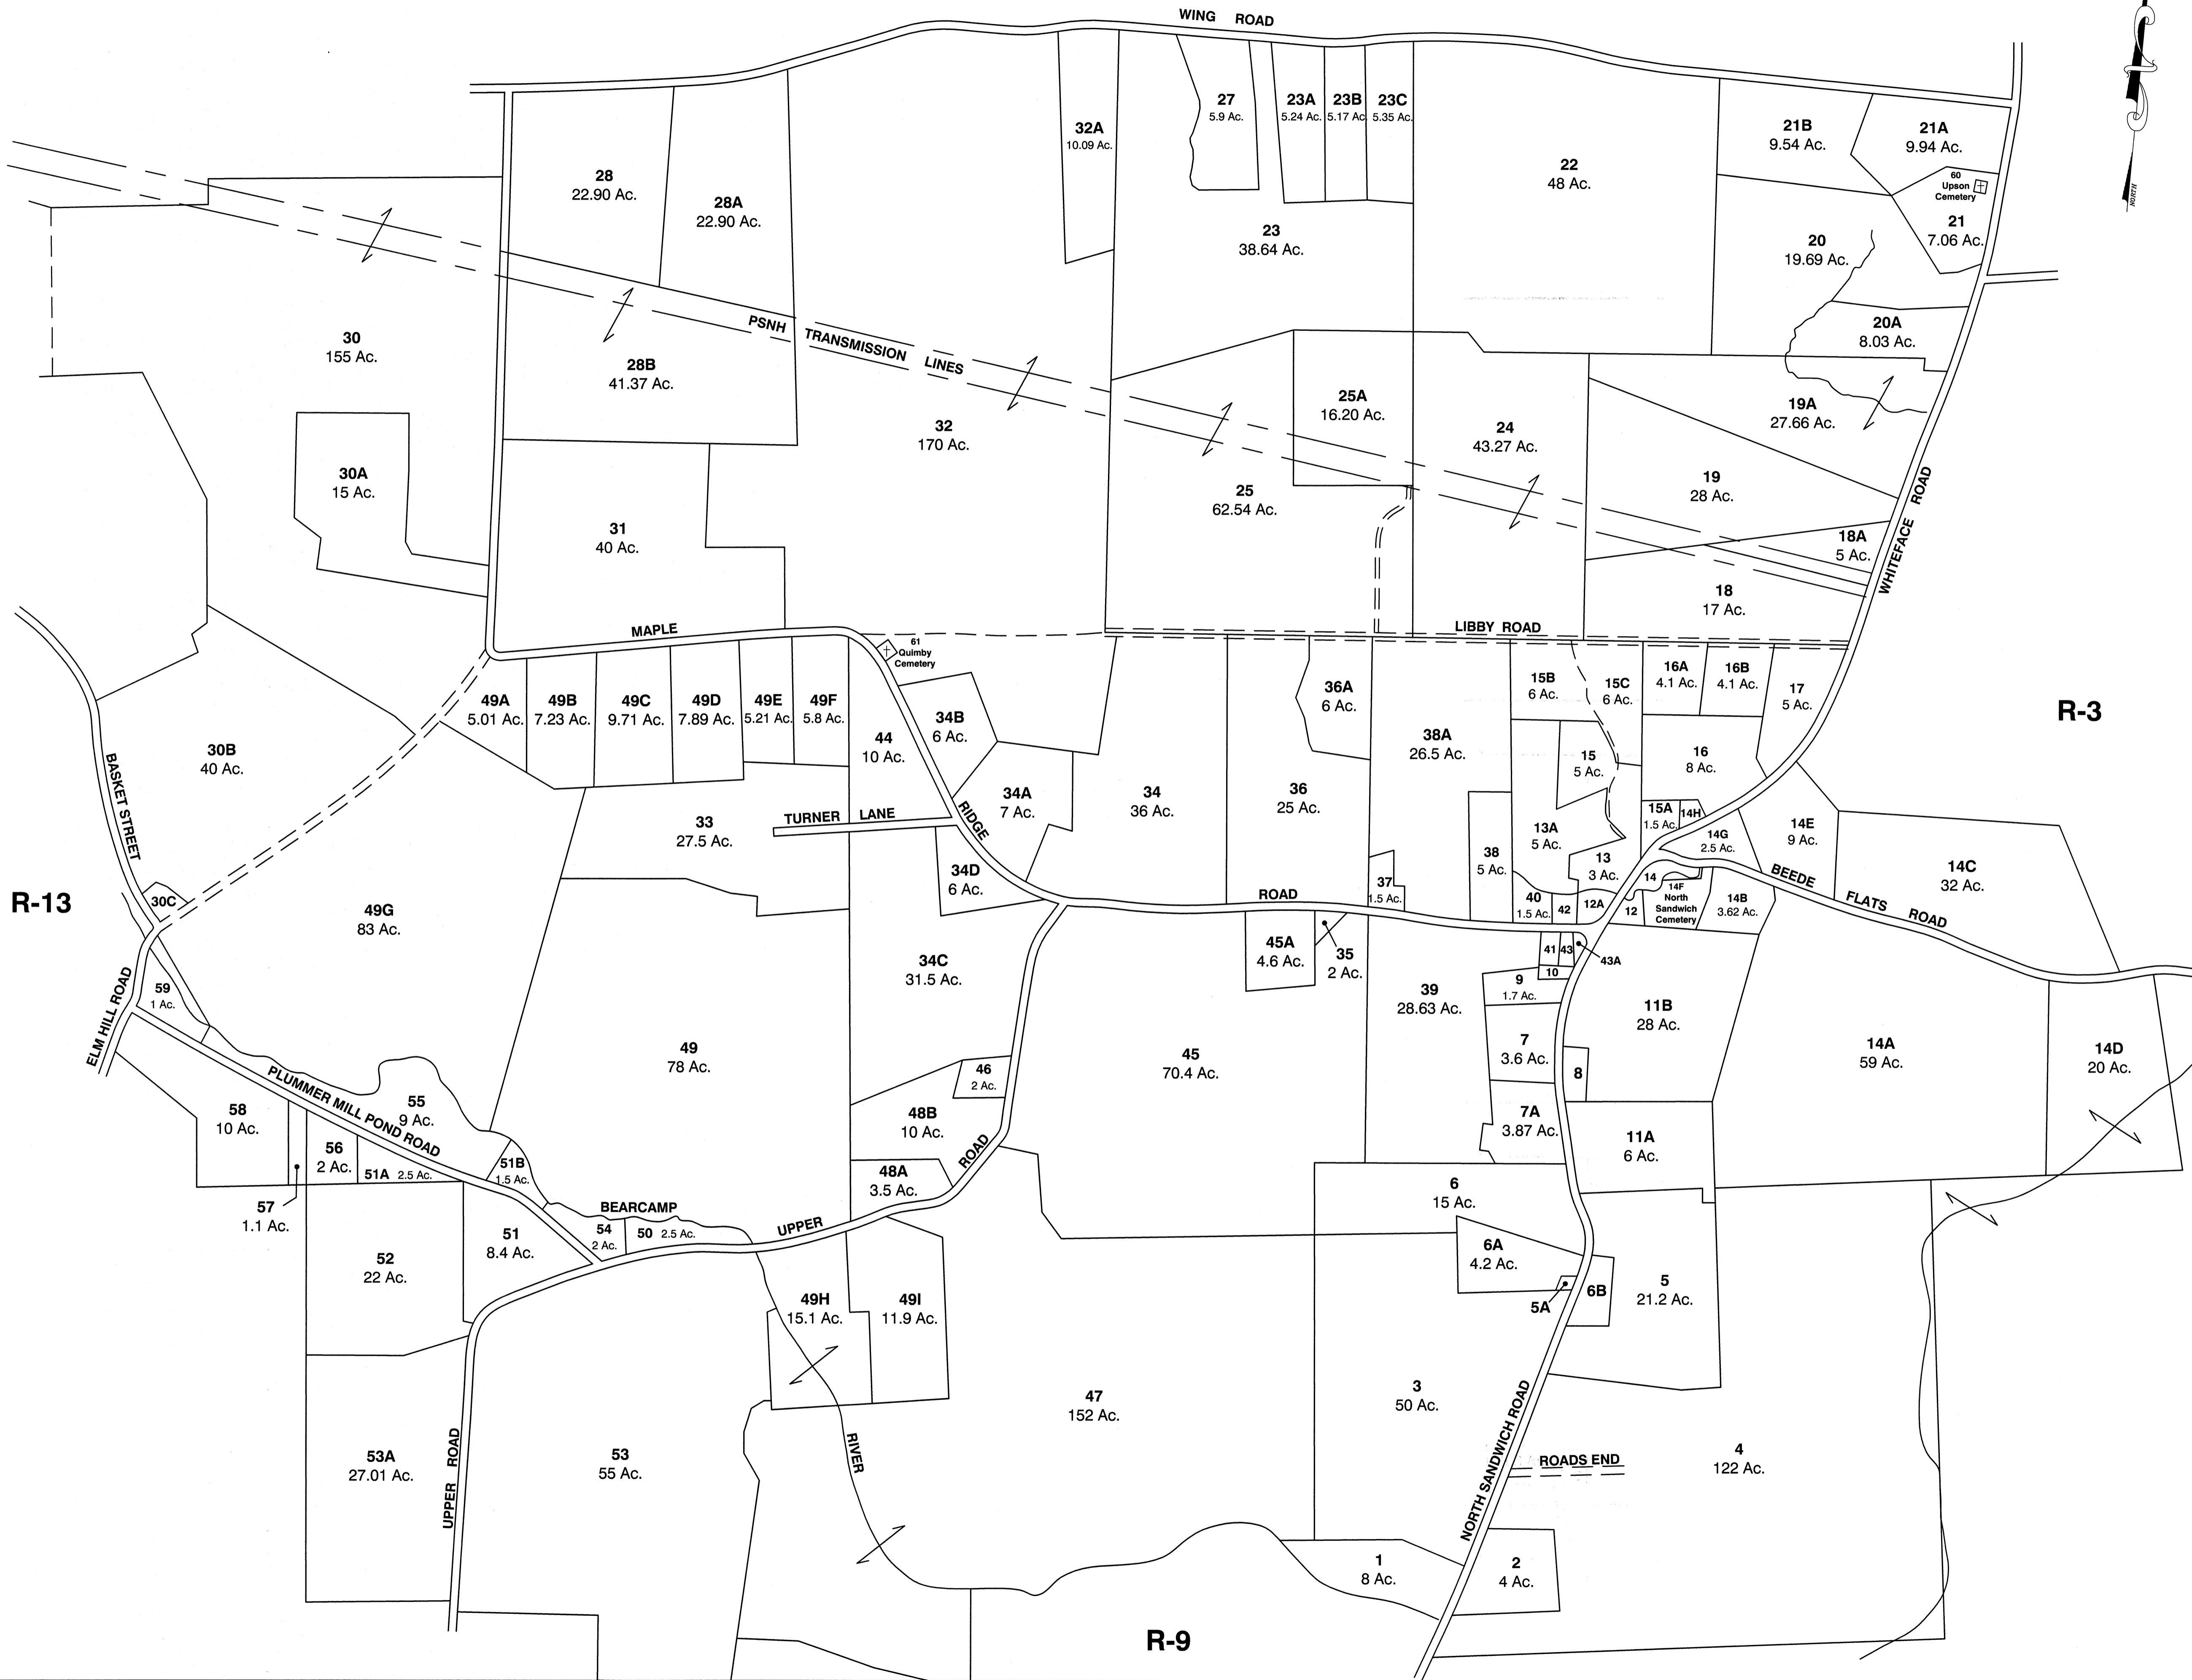 WING ROAD
NORTH
32A
10.09 Ac.
27
5.9 Ac.
23A
5.24 Ac.
23B
5.17 Ac
23C
5.35 Ac.
21B
9.54 Ac.
21A
9.94 Ac.
28
22.90 Ac.
28A
22.90 Ac.
22
48 Ac.
60
Upson
Cemetery
21
7.06 Ac.
23
38.64 Ac.
20
19.69 Ac.
20A
8.03 Ac.
30
155 Ac.
PSNH TRANSMISSION LINES
28B
41.37 Ac.
32
170 Ac.
25A
16.20 Ac.
24
43.27 Ac.
19A
27.66 Ac.
30A
15 Ac.
31
40 Ac.
25
62.54 Ac.
19
28 Ac.
18A
5 Ac.
WHITEFACE ROAD
18
17 Ac.
MAPLE
LIBBY ROAD
61
Quimby
Cemetery
49A
5.01 Ac.
49B
7.23 Ac.
49C
9.71 Ac.
49D
7.89 Ac.
49E
5.21 Ac.
49F
5.8 Ac.
44
10 Ac.
34B
6 Ac.
36A
6 Ac.
38A
26.5 Ac.
15B
6 Ac.
15C
6 Ac.
16A
4.1 Ac.
16B
4.1 Ac.
17
5 Ac.
R-3
30B
40 Ac.
BASKET STREET
15
5 Ac.
16
8 Ac.
33
27.5 Ac.
TURNER LANE
RIDGE
34A
7 Ac.
34
36 Ac.
36
25 Ac.
38
5 Ac.
13A
5 Ac.
15A
1.5 Ac.
14H
14G
2.5 Ac.
14E
9 Ac.
14C
32 Ac.
13
3 Ac.
BEEDE FLATS ROAD
R-13
30C
49G
83 Ac.
34D
6 Ac.
ROAD
37
1.5 Ac.
40
1.5 Ac.
42
12A
12
14
14F
North
Sandwich
Cemetery
14B
3.62 Ac.
34C
31.5 Ac.
45A
4.6 Ac.
35
2 Ac.
41
43
43A
10
9
1.7 Ac.
39
28.63 Ac.
11B
28 Ac.
ELM HILL ROAD
59
1 Ac.
49
78 Ac.
45
70.4 Ac.
7
3.6 Ac.
8
14A
59 Ac.
14D
20 Ac.
46
2 Ac.
PLUMMER MILL POND ROAD
55
9 Ac.
58
10 Ac.
48B
10 Ac.
7A
3.87 Ac.
11A
6 Ac.
56
2 Ac.
51A 2.5 Ac.
51B
1.5 Ac.
48A
3.5 Ac.
ROAD
57
1.1 Ac.
6
15 Ac.
BEARCAMP
UPPER
54
2 Ac.
50 2.5 Ac.
51
8.4 Ac.
52
22 Ac.
6A
4.2 Ac.
5A
6B
5
21.2 Ac.
49H
15.1 Ac.
49I
11.9 Ac.
47
152 Ac.
3
50 Ac.
RIVER
53A
27.01 Ac.
UPPER ROAD
53
55 Ac.
NORTH SANDWICH ROAD
ROADS END
4
122 Ac.
1
8 Ac.
2
4 Ac.
R-9